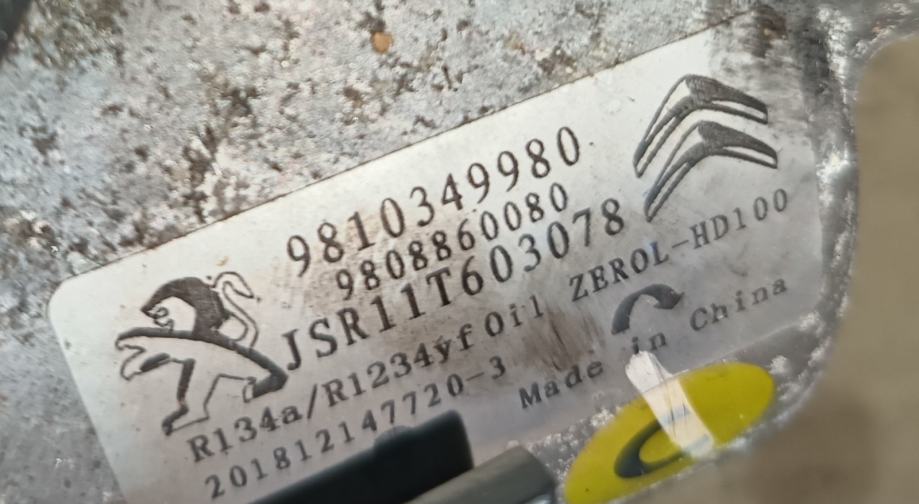 9810349980
9808860080
JSR11T603078
R134a/R1234yf Oil ZEROL-HD100
201812147720-3
Made in China